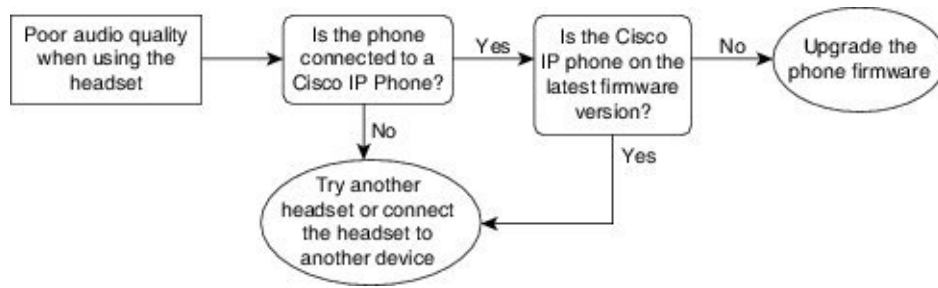 Poor audio quality
when using the
headset
Is the phone
connected to a
Cisco IP Phone?
Yes
Is the Cisco
IP phone on the
latest firmware
version?
No
Upgrade the
phone firmware
No
Yes
Try another
headset or connect
the headset to
another device